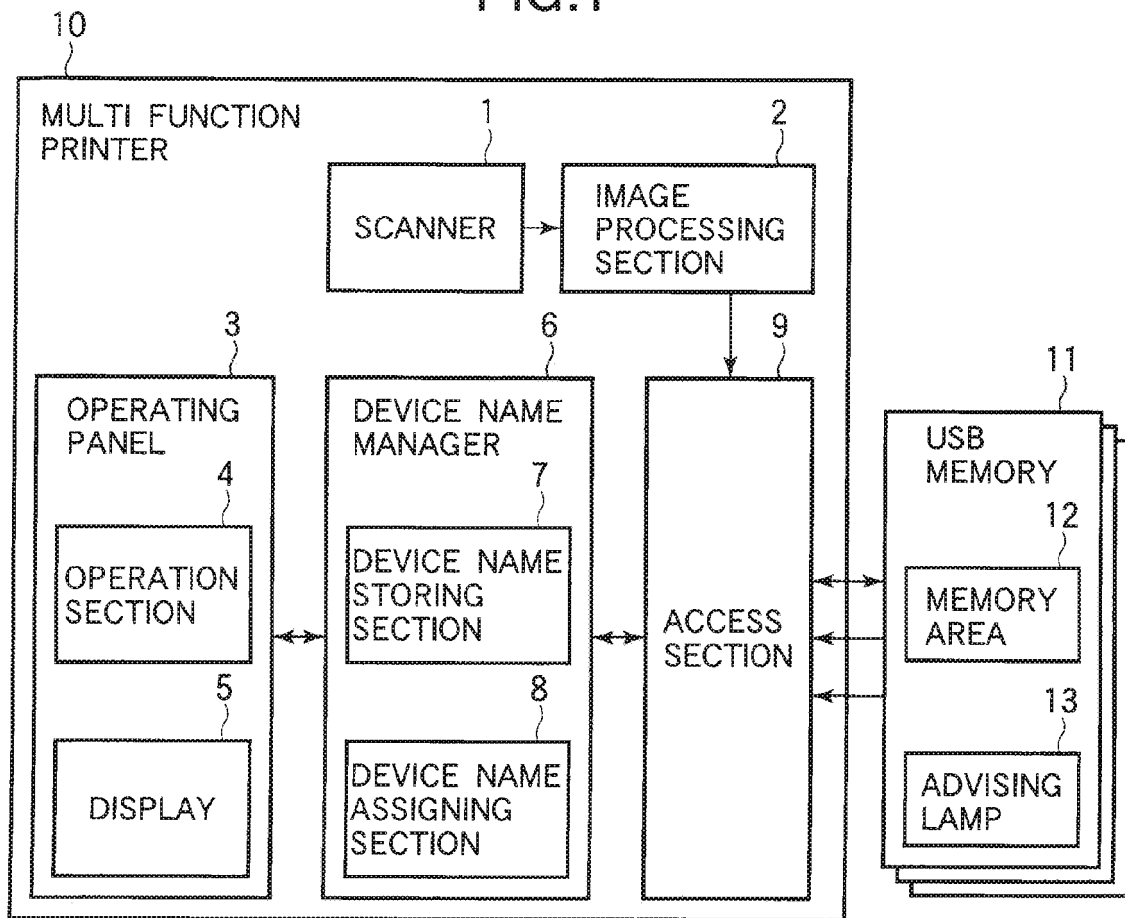 Fig.1
10
MULTI FUNCTION
PRINTER
1
SCANNER
2
IMAGE
PROCESSING
SECTION
3
OPERATING
PANEL
4
OPERATION
SECTION
5
DISPLAY
6
DEVICE NAME
MANAGER
7
DEVICE NAME
STORING
SECTION
8
DEVICE NAME
ASSIGNING
SECTION
9
ACCESS
SECTION
11
USB
MEMORY
12
MEMORY
AREA
13
ADVISING
LAMP